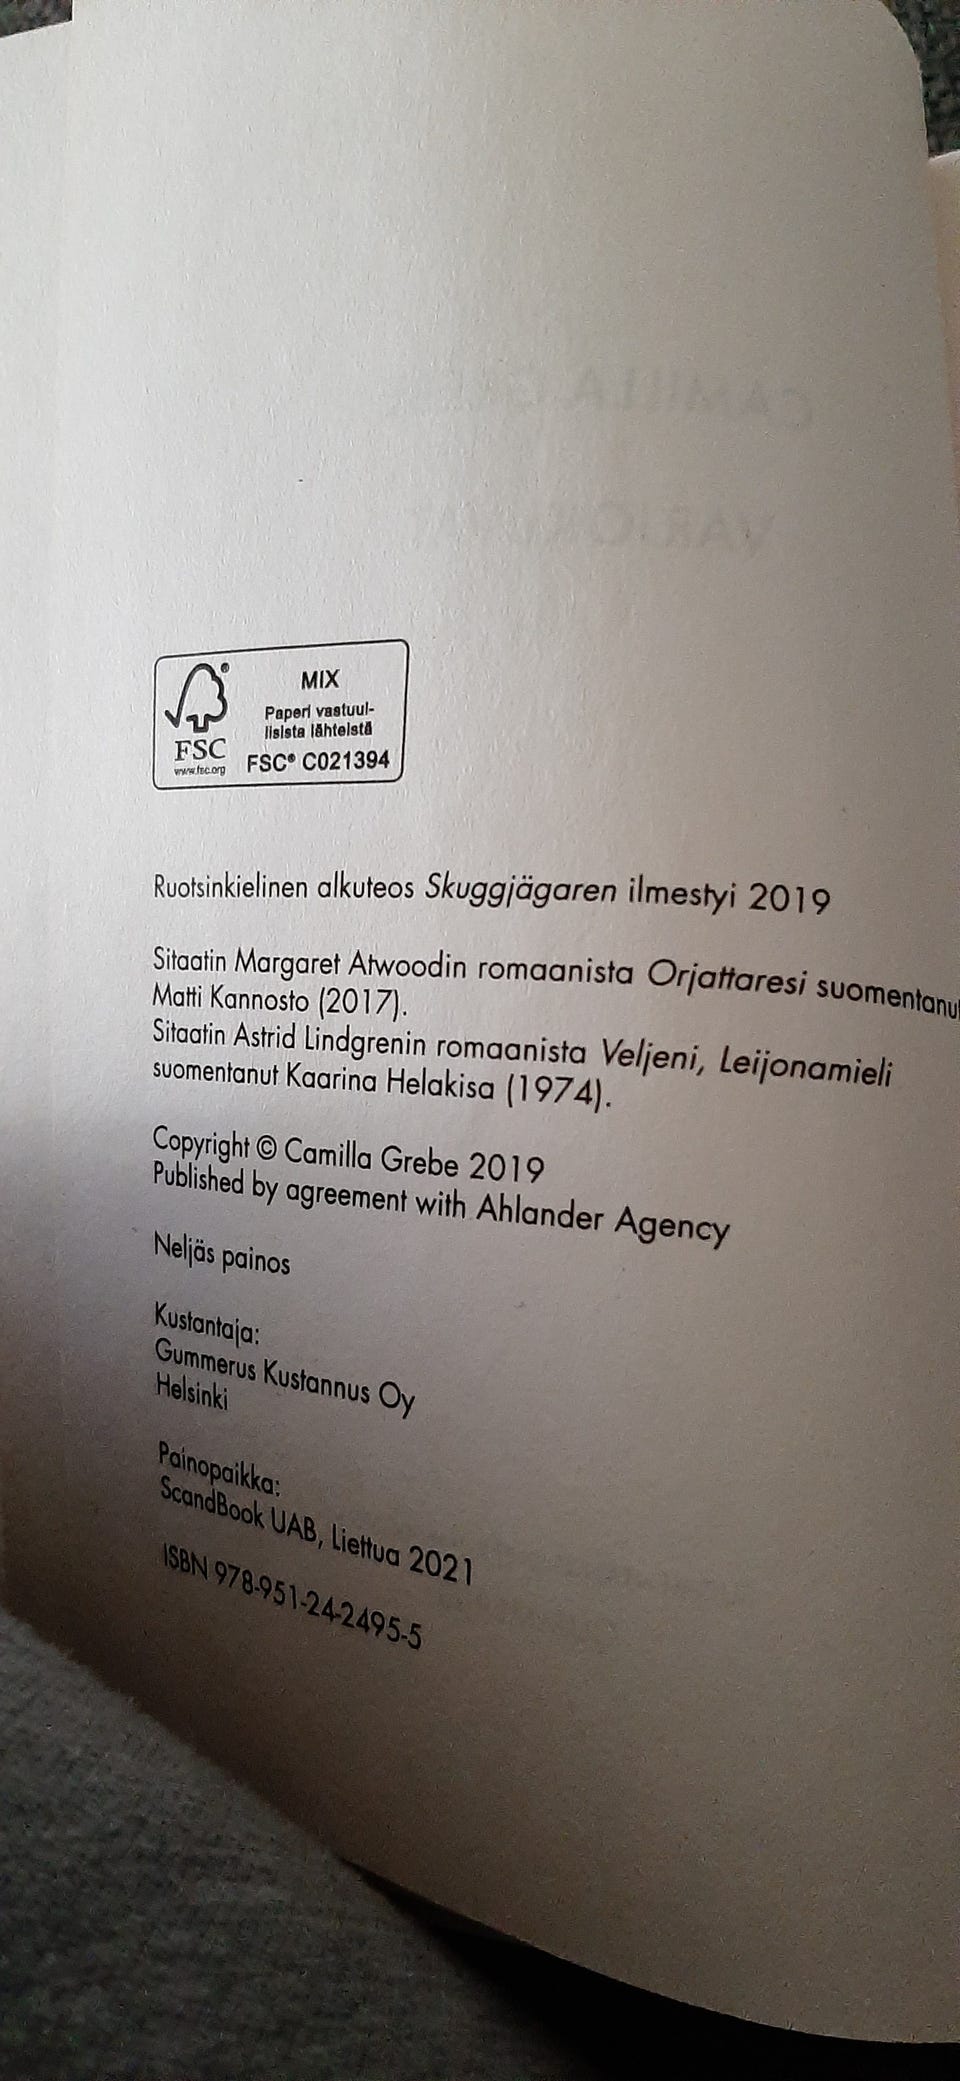 MIX
Paperi vastuul-
lisista lähteistä
FSC® C021394
FSC
www.fsc.org
Ruotsinkielinen alkuteos Skuggjägaren ilmestyi 2019
Sitaatin Margaret Atwoodin romaanista Orjattaresi suomentanut
Matti Kannosto (2017).
Sitaatin Astrid Lindgrenin romaanista Veljeni, Leijonamieli
suomentanut Kaarina Helakisa (1974).
Copyright © Camilla Grebe 2019
Published by agreement with Ahlander Agency
Neljäs painos
Kustantaja:
Gummerus Kustannus Oy
Helsinki
Painopaikka:
ScandBook UAB, Liettua 2021
ISBN 978-951-24-2495-5